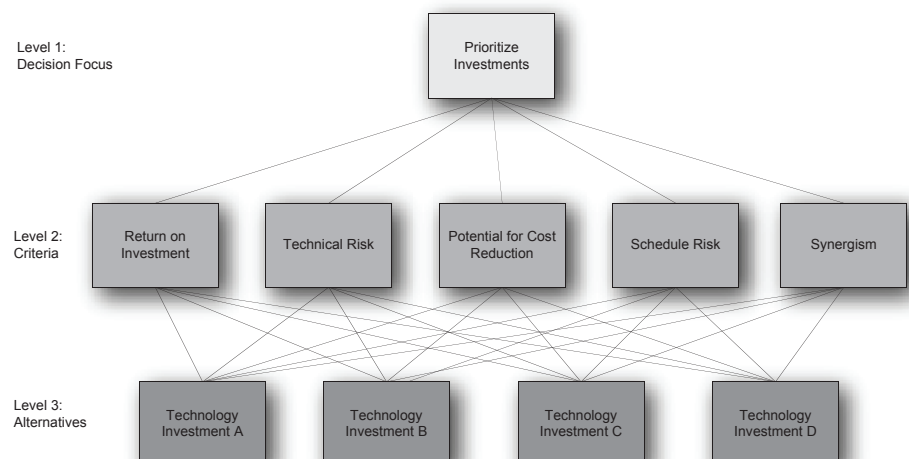 Level 1:
Decision Focus
Prioritize
Investments
Level 2:
Criteria
Return on
Investment
Technical Risk
Potential for Cost
Reduction
Schedule Risk
Synergism
Level 3:
Alternatives
Technology
Investment A
Technology
Investment B
Technology
Investment C
Technology
Investment D